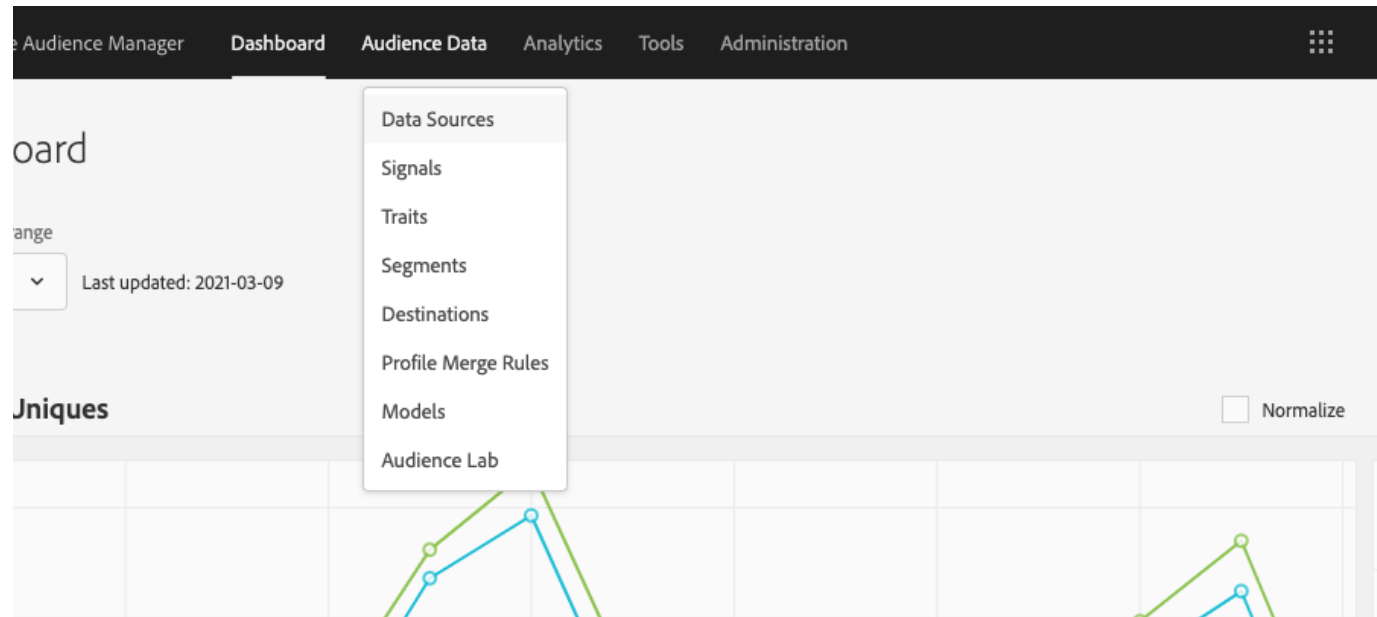 Audience Manager Dashboard Audience Data Analytics Tools Administration
Data Sources
oard
Signals
Traits
ange
Segments
Last updated: 2021-03-09
Destinations
Profile Merge Rules
Uniques
Models
Normalize
Audience Lab